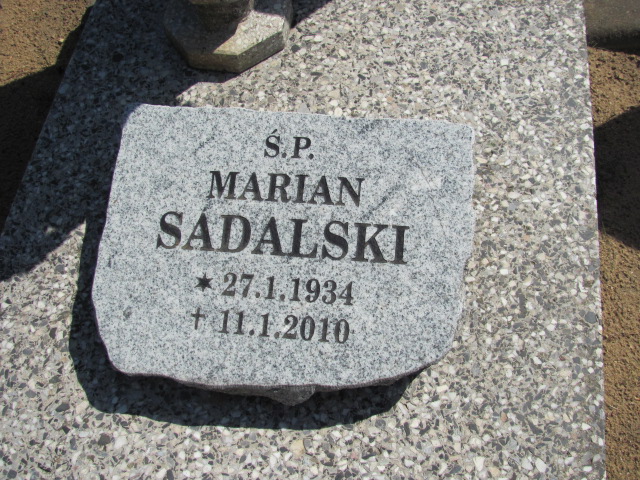 Ś.P.
MARIAN
SADALSKI
★ 27.1.1934
† 11.1.2010